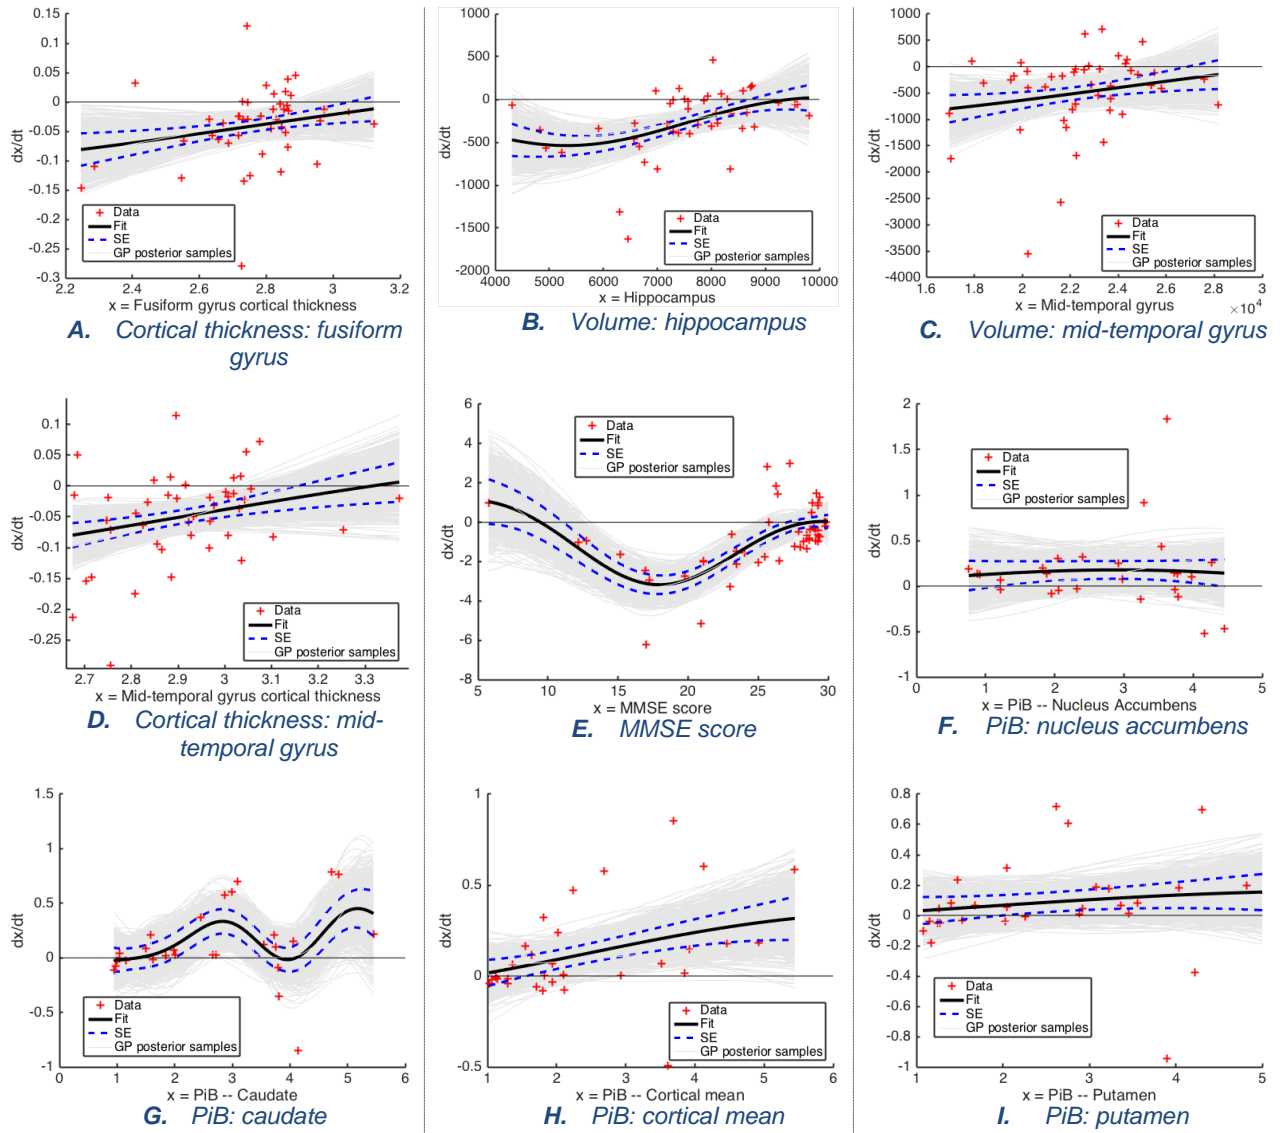 0.15
0.1
0.05
0
-0.05
-0.1
-0.15
-0.2
-0.25
-0.3
dx/dt
Data
Fit
SE
GP posterior samples
2.2 2.4 2.6 2.8 3 3.2
x = Fusiform gyrus cortical thickness
A. Cortical thickness: fusiform
gyrus
1000
500
0
-500
-1000
-1500
-2000
dx/dt
Data
Fit
SE
GP posterior samples
4000 5000 6000 7000 8000 9000 10000
x = Hippocampus
B. Volume: hippocampus
1000
500
0
-500
-1000
-1500
-2000
-2500
-3000
-3500
-4000
dx/dt
Data
Fit
SE
GP posterior samples
1.6 1.8 2 2.2 2.4 2.6 2.8 3
x = Mid-temporal gyrus ×10⁴
C. Volume: mid-temporal gyrus
0.1
0.05
0
-0.05
-0.1
-0.15
-0.2
-0.25
dx/dt
Data
Fit
SE
GP posterior samples
2.7 2.8 2.9 3 3.1 3.2 3.3
x = Mid-temporal gyrus cortical thickness
D. Cortical thickness: mid-
temporal gyrus
6
4
2
0
-2
-4
-6
-8
dx/dt
Data
Fit
SE
GP posterior samples
5 10 15 20 25 30
x = MMSE score
E. MMSE score
2
1.5
1
0.5
0
-0.5
-1
dx/dt
Data
Fit
SE
GP posterior samples
0 1 2 3 4 5
x = PiB -- Nucleus Accumbens
F. PiB: nucleus accumbens
1.5
1
0.5
0
-0.5
-1
dx/dt
Data
Fit
SE
GP posterior samples
0 1 2 3 4 5 6
x = PiB -- Caudate
G. PiB: caudate
1
0.5
0
-0.5
dx/dt
Data
Fit
SE
GP posterior samples
1 2 3 4 5 6
x = PiB -- Cortical mean
H. PiB: cortical mean
0.8
0.6
0.4
0.2
0
-0.2
-0.4
-0.6
-0.8
-1
dx/dt
Data
Fit
SE
GP posterior samples
1 2 3 4 5
x = PiB -- Putamen
I. PiB: putamen